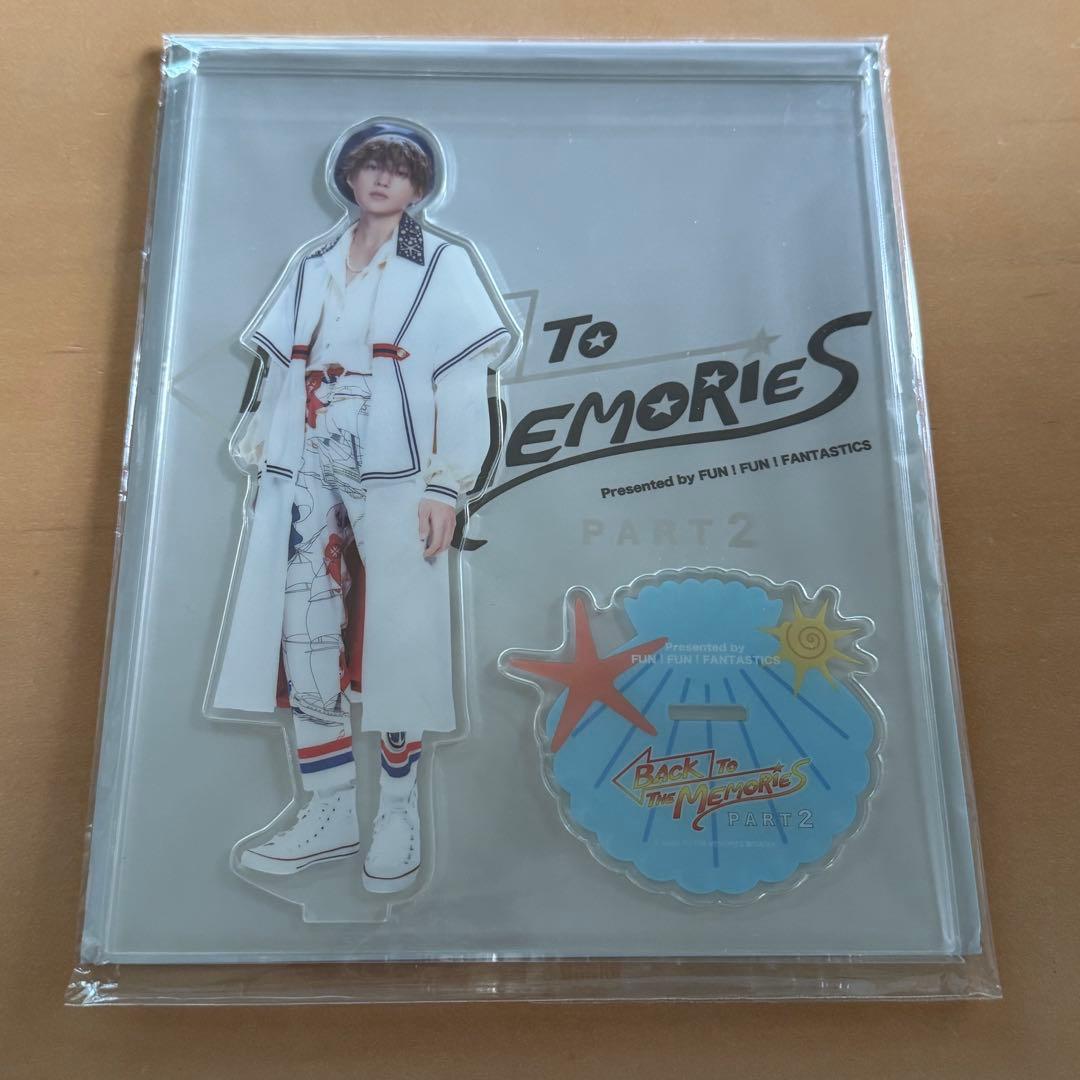 TO
MEMORIES
Presented by FUN!FUN!FANTASTICS
PART 2
Presented by
FUN!FUN!FANTASTICS
BACK TO
THE MEMORIES
PART 2